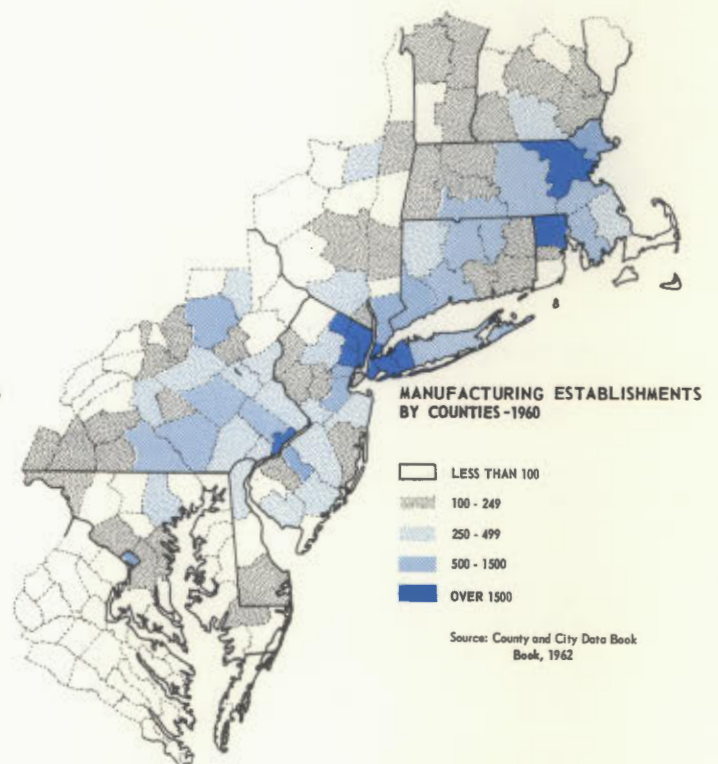 MANUFACTURING ESTABLISHMENTS
BY COUNTIES-1960
LESS THAN 100
100 - 249
250 - 499
500 - 1500
OVER 1500
Source: County and City Data Book
Book, 1962